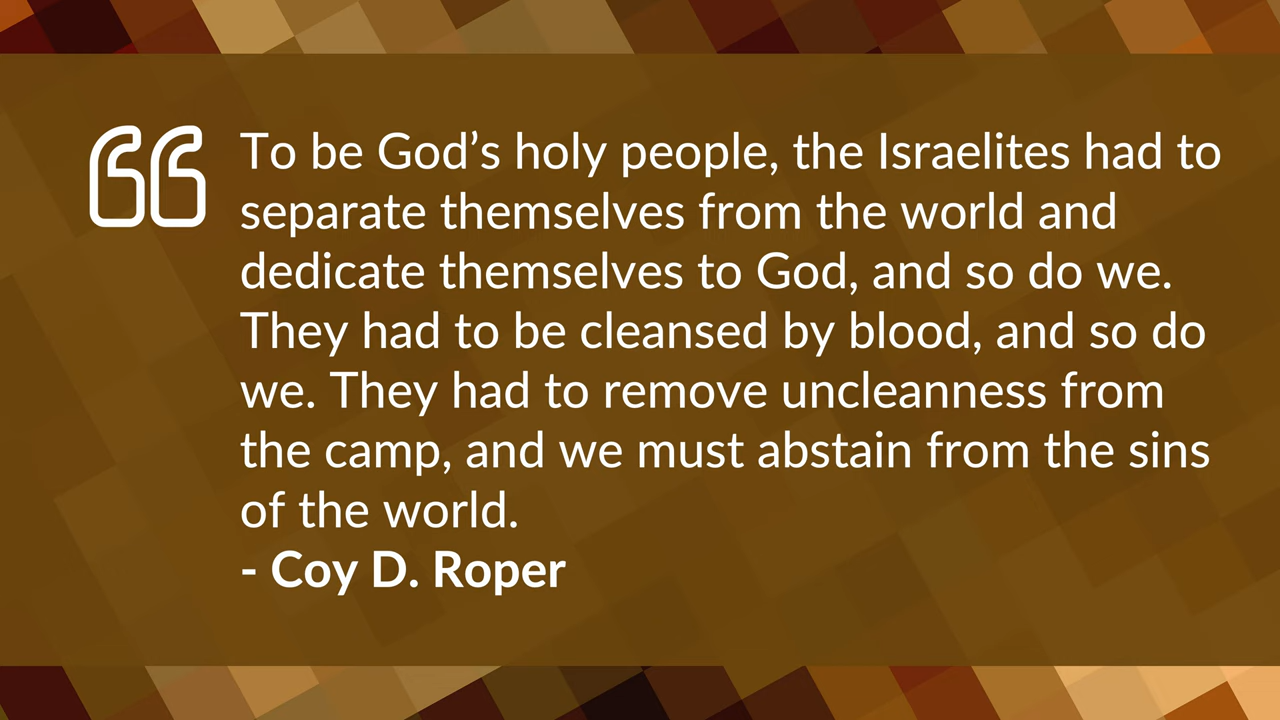 To be God’s holy people, the Israelites had to
separate themselves from the world and
dedicate themselves to God, and so do we.
They had to be cleansed by blood, and so do
we. They had to remove uncleanness from
the camp, and we must abstain from the sins
of the world.
- Coy D. Roper